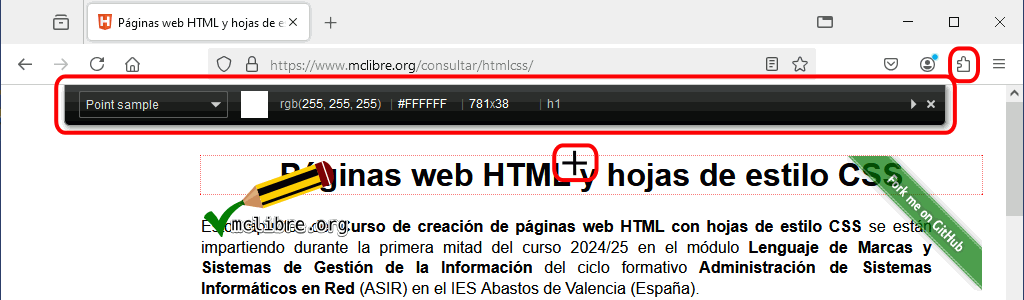 Páginas web HTML y hojas de e
https://www.mclibre.org/consultar/htmlcss/
Point sample
rgb(255, 255, 255) | #FFFFFF | 781x38 | h1
Páginas web HTML y hojas de estilo CSS
Fork me on GitHub
mclibre.org
Curso de creación de páginas web HTML con hojas de estilo CSS se están
impartiendo durante la primera mitad del curso 2024/25 en el módulo Lenguaje de Marcas y
Sistemas de Gestión de la Información del ciclo formativo Administración de Sistemas
Informáticos en Red (ASIR) en el IES Abastos de Valencia (España).